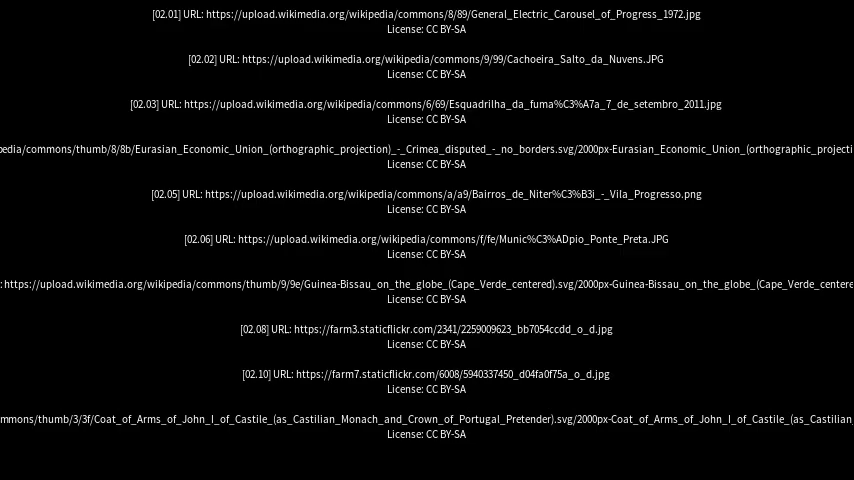 [02.01] URL: https://upload.wikimedia.org/wikipedia/commons/8/89/General_Electric_Carousel_of_Progress_1972.jpg
License: CC BY-SA
[02.02] URL: https://upload.wikimedia.org/wikipedia/commons/9/99/Cachoeira_Salto_da_Nuvens.JPG
License: CC BY-SA
[02.03] URL: https://upload.wikimedia.org/wikipedia/commons/6/69/Esquadrilha_da_fuma%C3%A7a_7_de_setembro_2011.jpg
License: CC BY-SA
pedia/commons/thumb/8/8b/Eurasian_Economic_Union_(orthographic_projection)_-_Crimea_disputed_-_no_borders.svg/2000px-Eurasian_Economic_Union_(orthographic_projecti
License: CC BY-SA
[02.05] URL: https://upload.wikimedia.org/wikipedia/commons/a/a9/Bairros_de_Niter%C3%B3i_-_Vila_Progresso.png
License: CC BY-SA
[02.06] URL: https://upload.wikimedia.org/wikipedia/commons/f/fe/Munic%C3%ADpio_Ponte_Preta.JPG
License: CC BY-SA
: https://upload.wikimedia.org/wikipedia/commons/thumb/9/9e/Guinea-Bissau_on_the_globe_(Cape_Verde_centered).svg/2000px-Guinea-Bissau_on_the_globe_(Cape_Verde_centere
License: CC BY-SA
[02.08] URL: https://farm3.staticflickr.com/2341/2259009623_bb7054ccdd_o_d.jpg
License: CC BY-SA
[02.10] URL: https://farm7.staticflickr.com/6008/5940337450_d04fa0f75a_o_d.jpg
License: CC BY-SA
mmons/thumb/3/3f/Coat_of_Arms_of_John_I_of_Castile_(as_Castilian_Monach_and_Crown_of_Portugal_Pretender).svg/2000px-Coat_of_Arms_of_John_I_of_Castile_(as_Castilian_
License: CC BY-SA